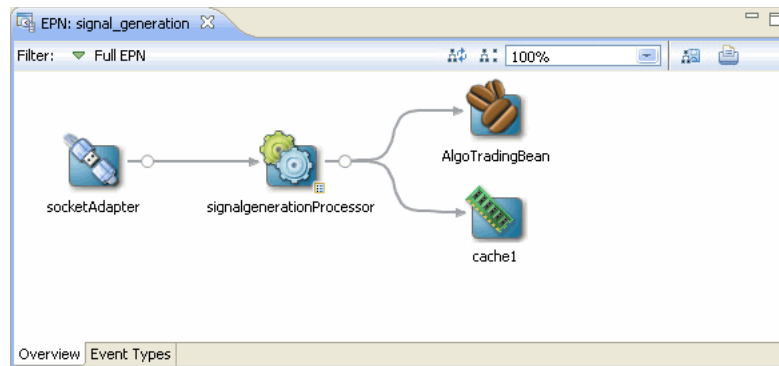 EPN: signal_generation
Filter: Full EPN 100%
AlgoTradingBean
socketAdapter signalgenerationProcessor
cache1
Overview Event Types